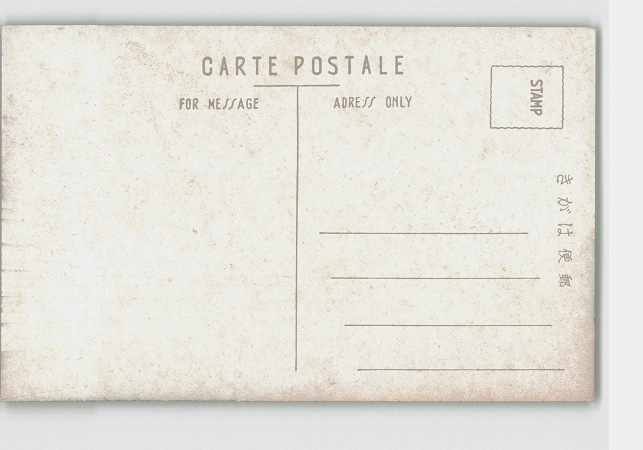 CARTE POSTALE
FOR MESSAGE
ADRESS ONLY
STAMP
きがは便郵